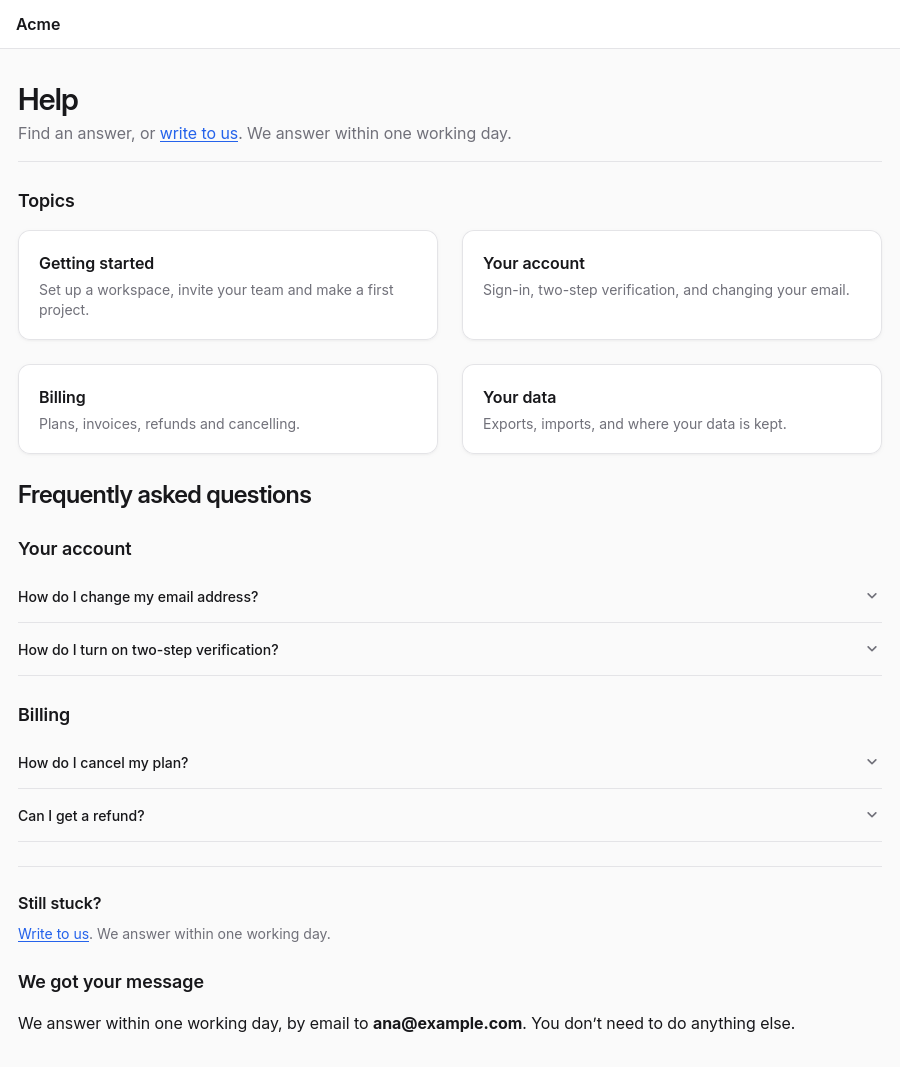 Acme
Help
Find an answer, or write to us. We answer within one working day.
Topics
Getting started
Set up a workspace, invite your team and make a first
project.
Your account
Sign-in, two-step verification, and changing your email.
Billing
Plans, invoices, refunds and cancelling.
Your data
Exports, imports, and where your data is kept.
Frequently asked questions
Your account
How do I change my email address?
How do I turn on two-step verification?
Billing
How do I cancel my plan?
Can I get a refund?
Still stuck?
Write to us. We answer within one working day.
We got your message
We answer within one working day, by email to ana@example.com. You don’t need to do anything else.